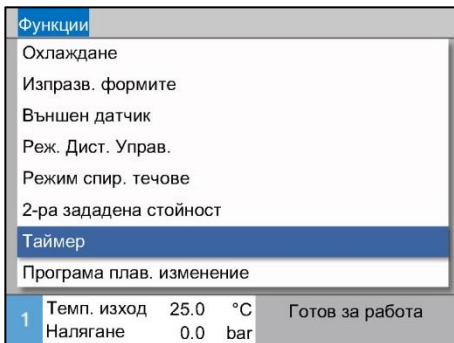 Функции
Охлаждане
Изпразв. формите
Външен датчик
Реж. Дист. Управ.
Режим спир. течове
2-ра зададена стойност
Таймер
Програма плав. изменение
1 Темп. изход 25.0 °C Готов за работа
Налягане 0.0 bar